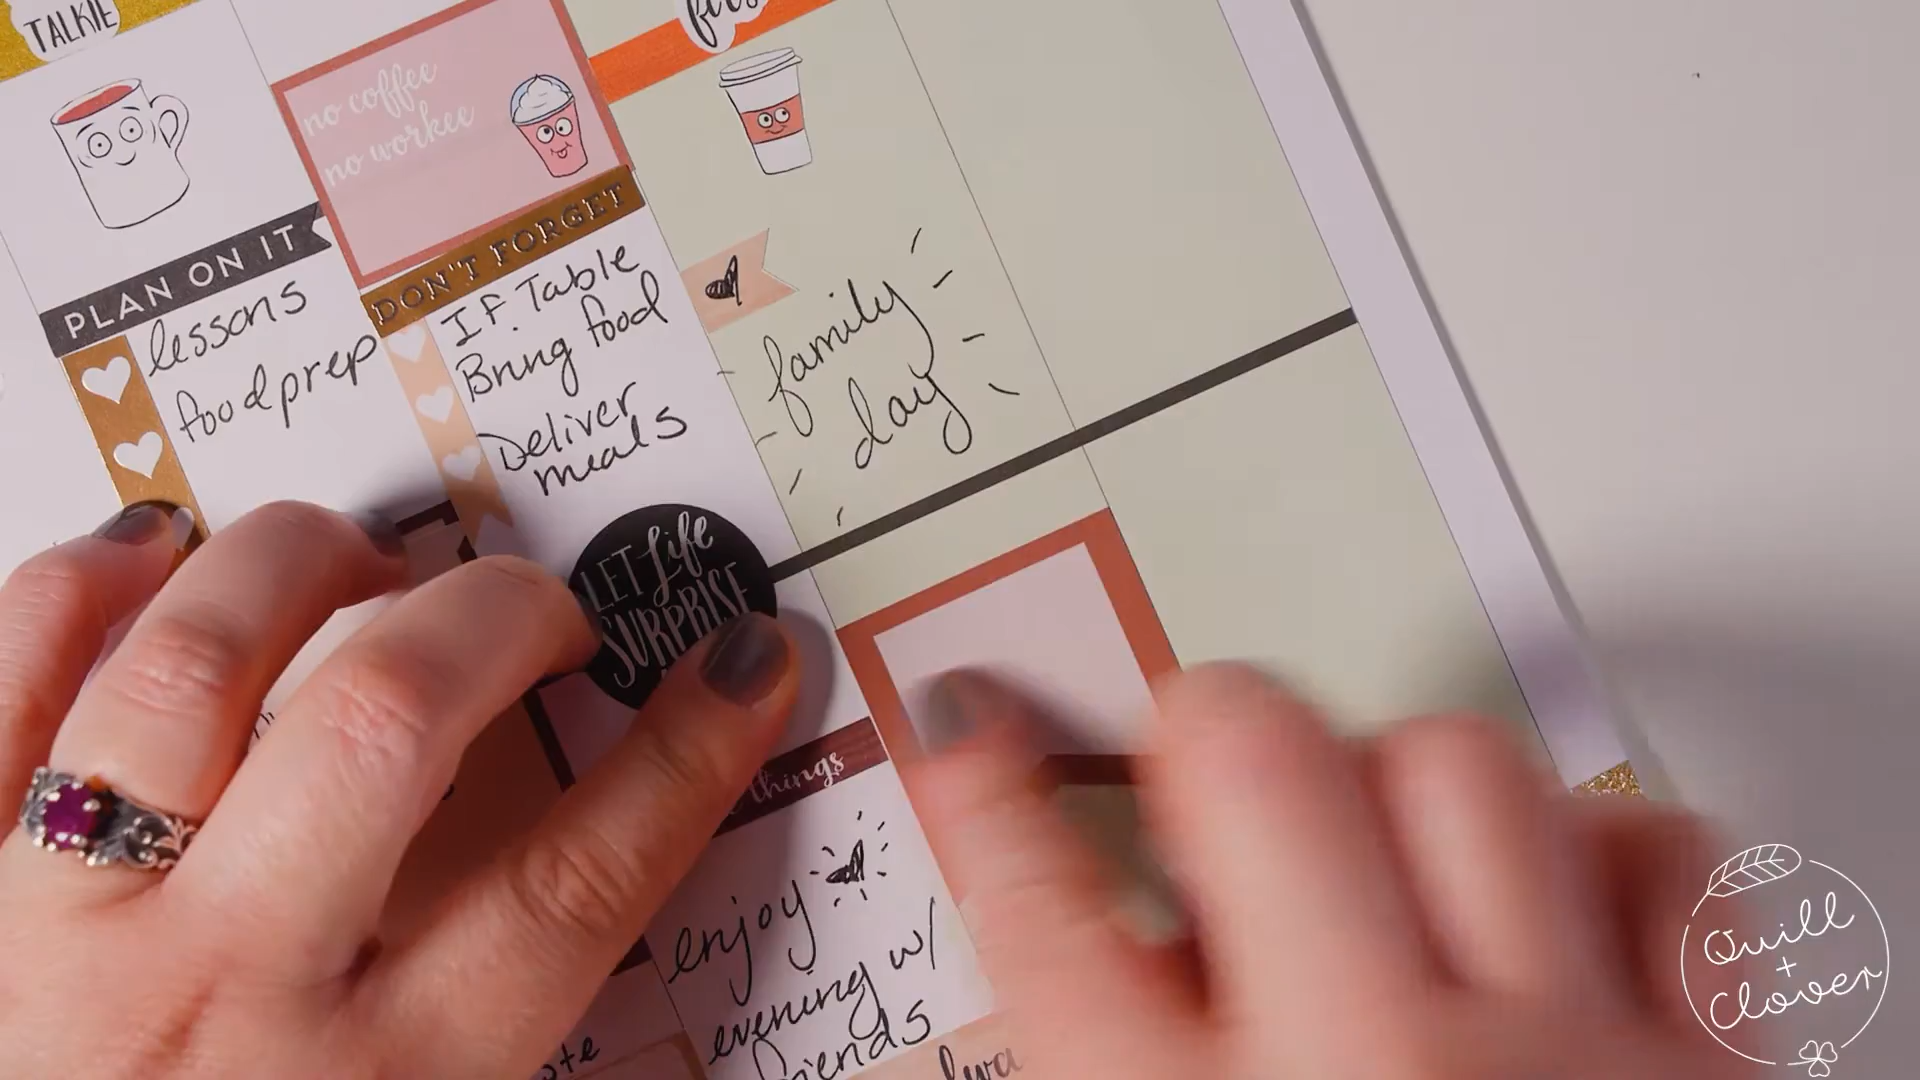 TALKIE
no coffee
no workee
PLAN ON IT
lessons
food prep
DON'T FORGET
I.F. Table
Bring food
Deliver
meals
family
day
LET Life
SURPRISE
things
enjoy
evening w/
friends
Quill
+
Clover